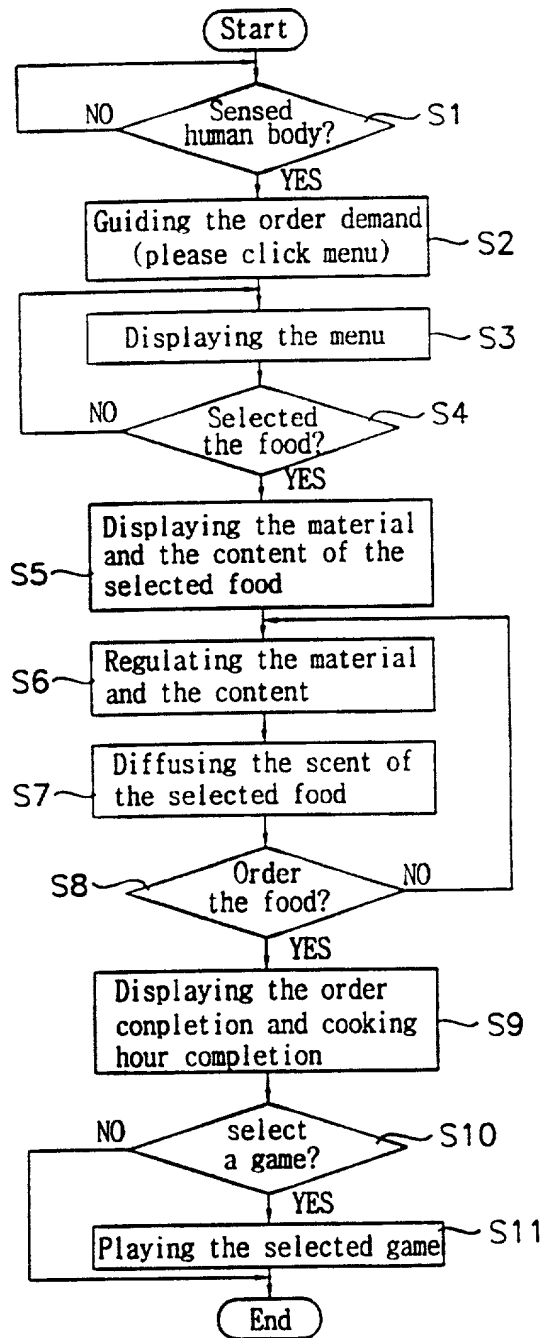 Start
NO
Sensed
human body?
S1
YES
Guiding the order demand
(please click menu)
S2
Displaying the menu
S3
NO
Selected
the food?
S4
YES
Displaying the material
and the content of the
selected food
S5
Regulating the material
and the content
S6
Diffusing the scent of
the selected food
S7
Order
the food?
S8
NO
YES
Displaying the order
conpletion and cooking
hour completion
S9
NO
select
a game?
S10
YES
Playing the selected game
S11
End